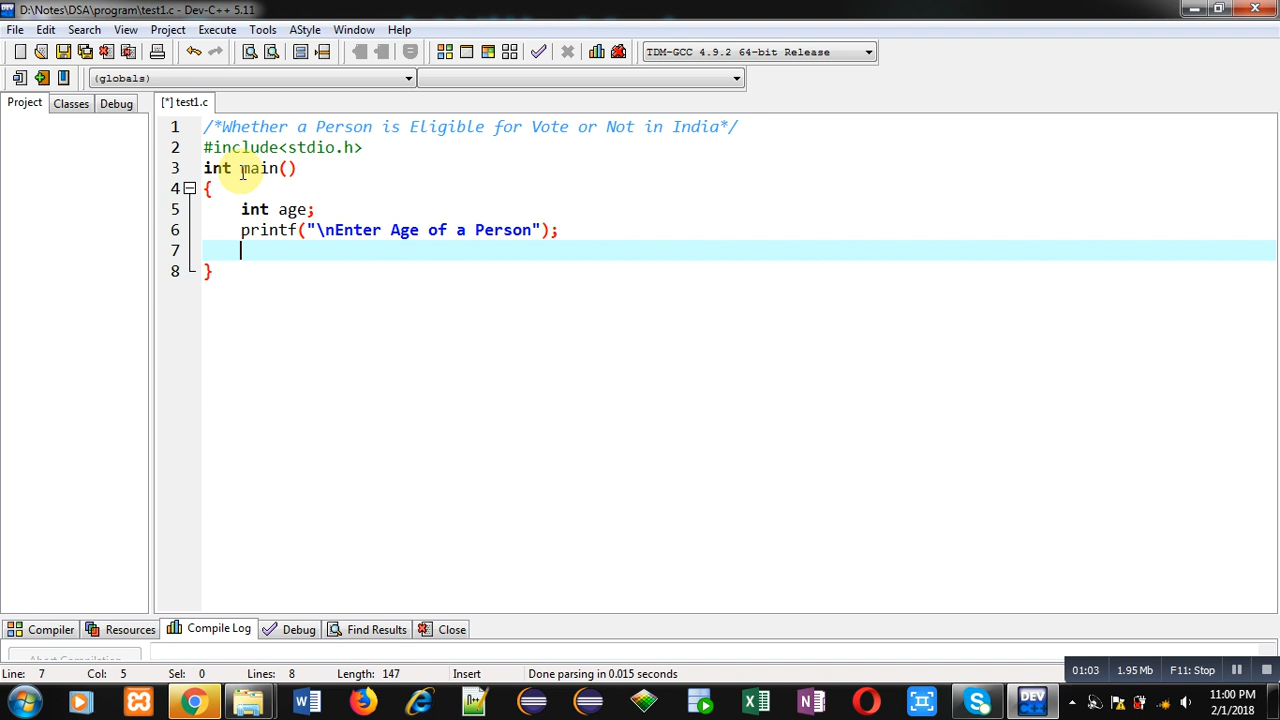 D:\Notes\DSA\program\test1.c - Dev-C++ 5.11
File Edit Search View Project Execute Tools AStyle Window Help
TDM-GCC 4.9.2 64-bit Release
(globals)
Project Classes Debug [*] test1.c
1 /*Whether a Person is Eligible for Vote or Not in India*/
2 #include<stdio.h>
3 int main()
4 {
5 int age;
6 printf("\nEnter Age of a Person");
7
8 }
Compiler Resources Compile Log Debug Find Results Close
Abort Compilation
Line: 7 Col: 5 Sel: 0 Lines: 8 Length: 147 Insert Done parsing in 0.015 seconds
01:03 1.95 Mb F11: Stop
11:00 PM
2/1/2018